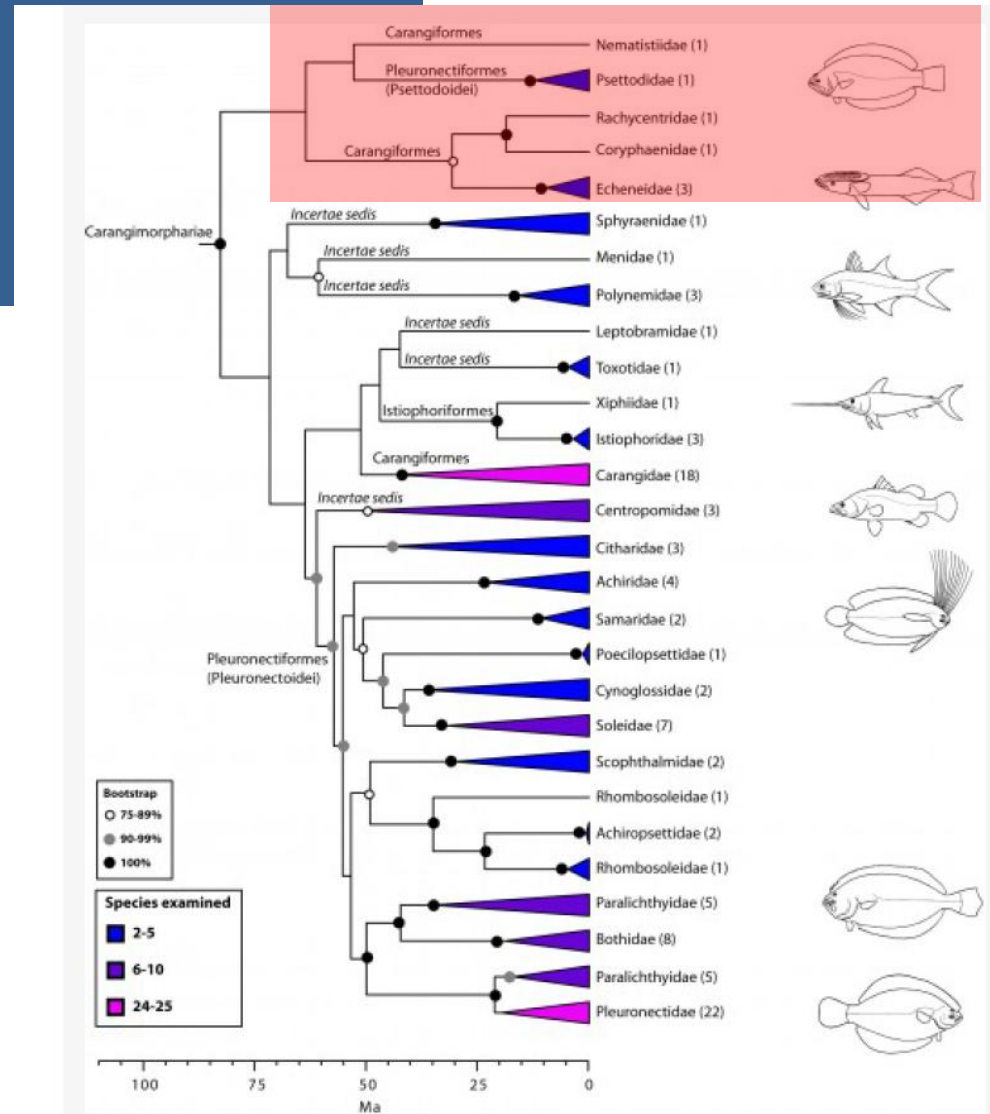 Carangiformes
Nematistiidae (1)
Pleuronectiformes
(Psettodoidei)
Psettodidae (1)
Rachycentridae (1)
Carangiformes
Coryphaenidae (1)
Echeneidae (3)
Incertae sedis
Sphyraenidae (1)
Carangimorphariae
Incertae sedis
Menidae (1)
Incertae sedis
Polynemidae (3)
Incertae sedis
Leptobramidae (1)
Incertae sedis
Toxotidae (1)
Xiphiidae (1)
Istiophoriformes
Istiophoridae (3)
Carangiformes
Carangidae (18)
Incertae sedis
Centropomidae (3)
Citharidae (3)
Achiridae (4)
Samaridae (2)
Poecilopsettidae (1)
Pleuronectiformes
(Pleuronectoidei)
Cynoglossidae (2)
Soleidae (7)
Scophthalmidae (2)
Rhombosoleidae (1)
Achiropsettidae (2)
Rhombosoleidae (1)
Paralichthyidae (5)
Bothidae (8)
Paralichthyidae (5)
Pleuronectidae (22)
Bootstrap
75-89%
90-99%
100%
Species examined
2-5
6-10
24-25
100 75 50 25 0
Ma